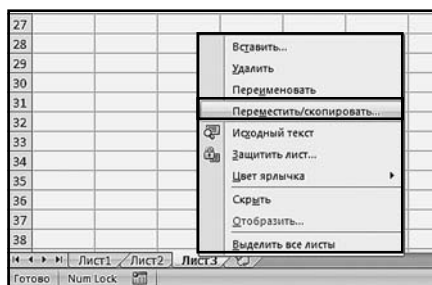 27
28
29
30
31
32
33
34
35
36
37
38
Вставить...
Удалить
Переименовать
Переместить/скопировать...
Исходный текст
Защитить лист...
Цвет ярлычка
Скрыть
Отобразить...
Выделить все листы
Лист1 Лист2 Лист3
Готово Num Lock